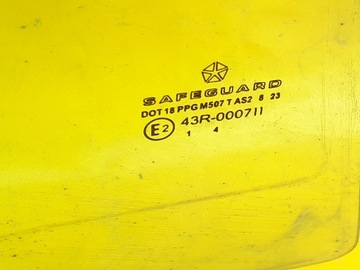 SAFEGUARD
DOT 18 PPG M507 T AS2 8 23
E2 43R-000711
1 4